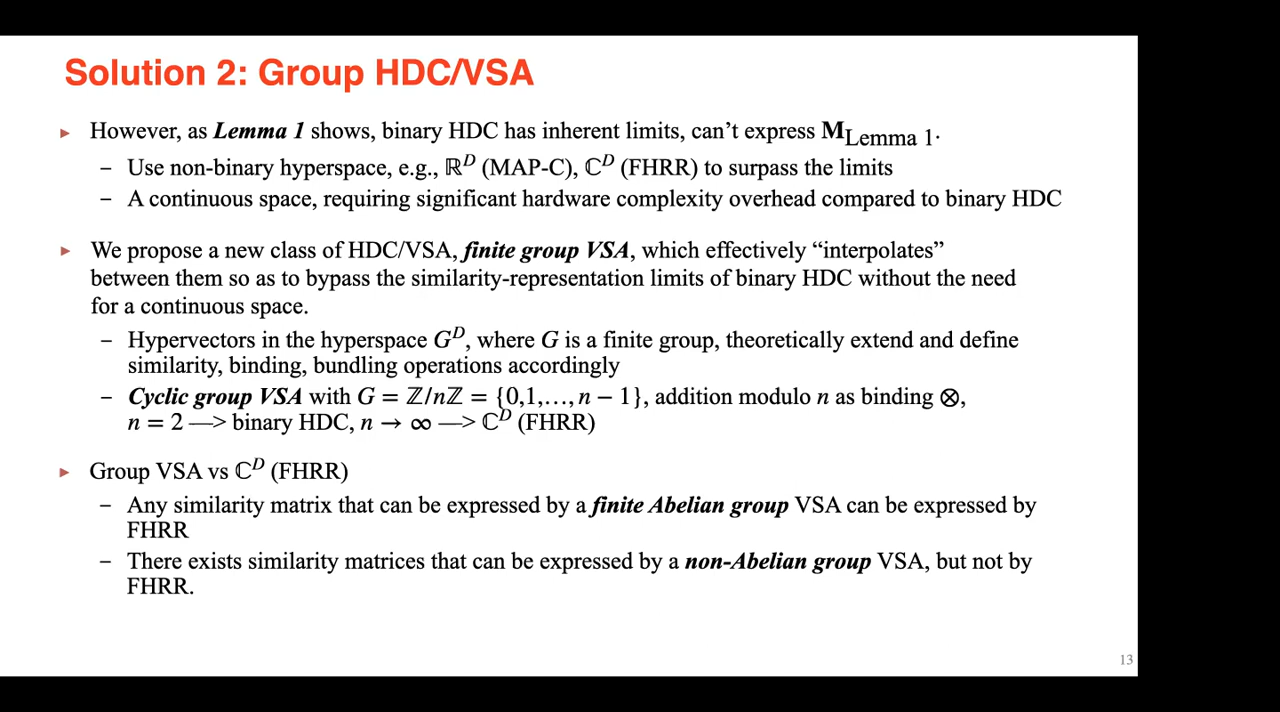 Solution 2: Group HDC/VSA
▸ However, as Lemma 1 shows, binary HDC has inherent limits, can't express M_Lemma 1.
– Use non-binary hyperspace, e.g., ℝᴰ (MAP-C), ℂᴰ (FHRR) to surpass the limits
– A continuous space, requiring significant hardware complexity overhead compared to binary HDC
▸ We propose a new class of HDC/VSA, finite group VSA, which effectively “interpolates”
between them so as to bypass the similarity-representation limits of binary HDC without the need
for a continuous space.
– Hypervectors in the hyperspace Gᴰ, where G is a finite group, theoretically extend and define
similarity, binding, bundling operations accordingly
– Cyclic group VSA with G = ℤ/nℤ = {0,1,…,n − 1}, addition modulo n as binding ⊗,
n = 2 —> binary HDC, n → ∞ —> ℂᴰ (FHRR)
▸ Group VSA vs ℂᴰ (FHRR)
– Any similarity matrix that can be expressed by a finite Abelian group VSA can be expressed by
FHRR
– There exists similarity matrices that can be expressed by a non-Abelian group VSA, but not by
FHRR.
13